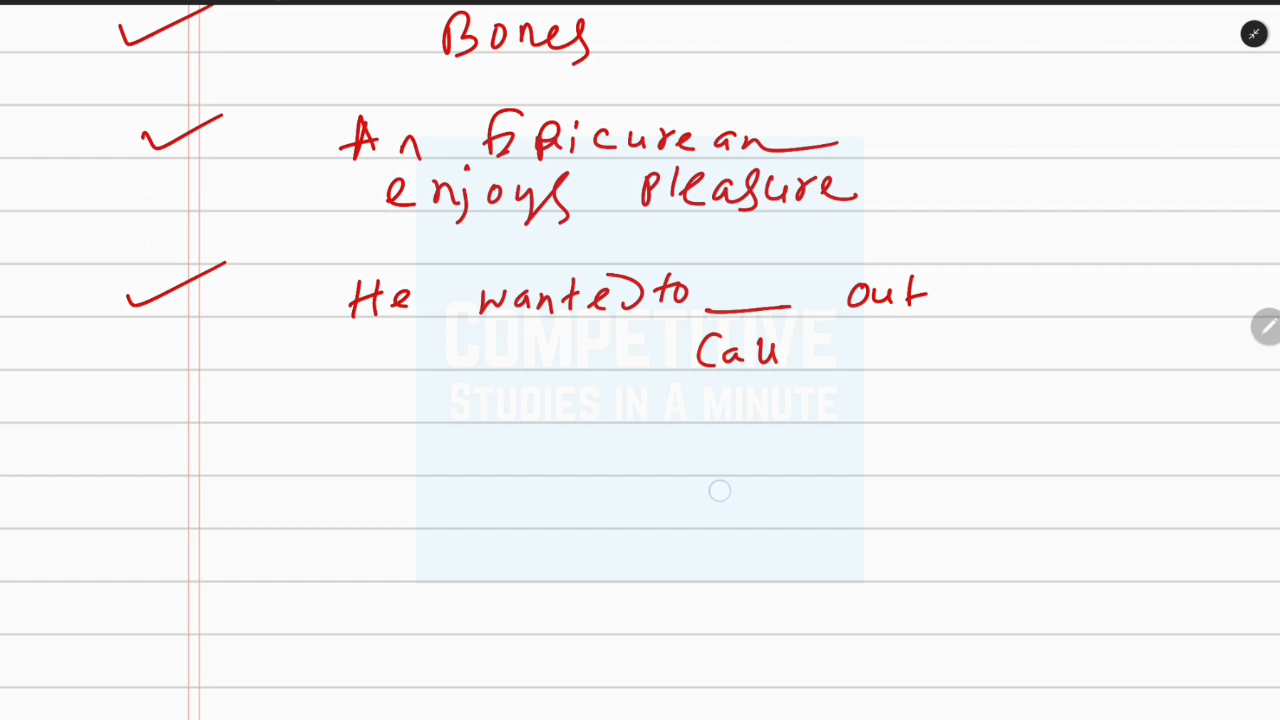 Bones
An Epicurean
enjoys pleasure
He wanted to ___ out
Call
COMPETITIVE
STUDIES IN A MINUTE